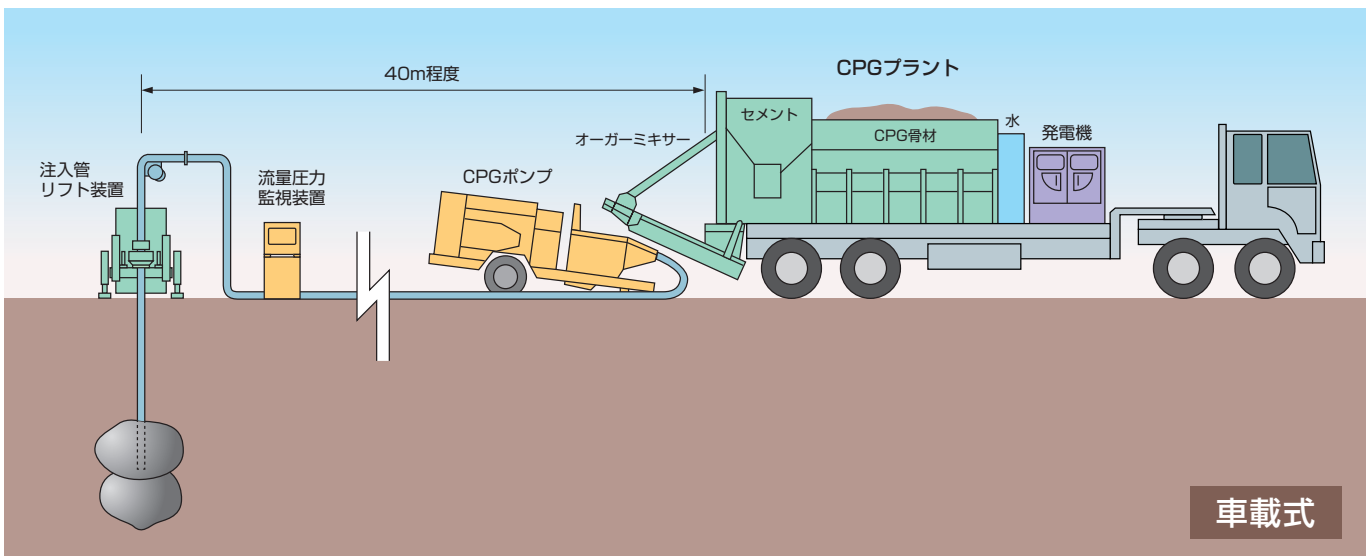 40m程度
CPGプラント
セメント
水
発電機
オーガーミキサー
CPG骨材
注入管
リフト装置
流量圧力
監視装置
CPGポンプ
車載式